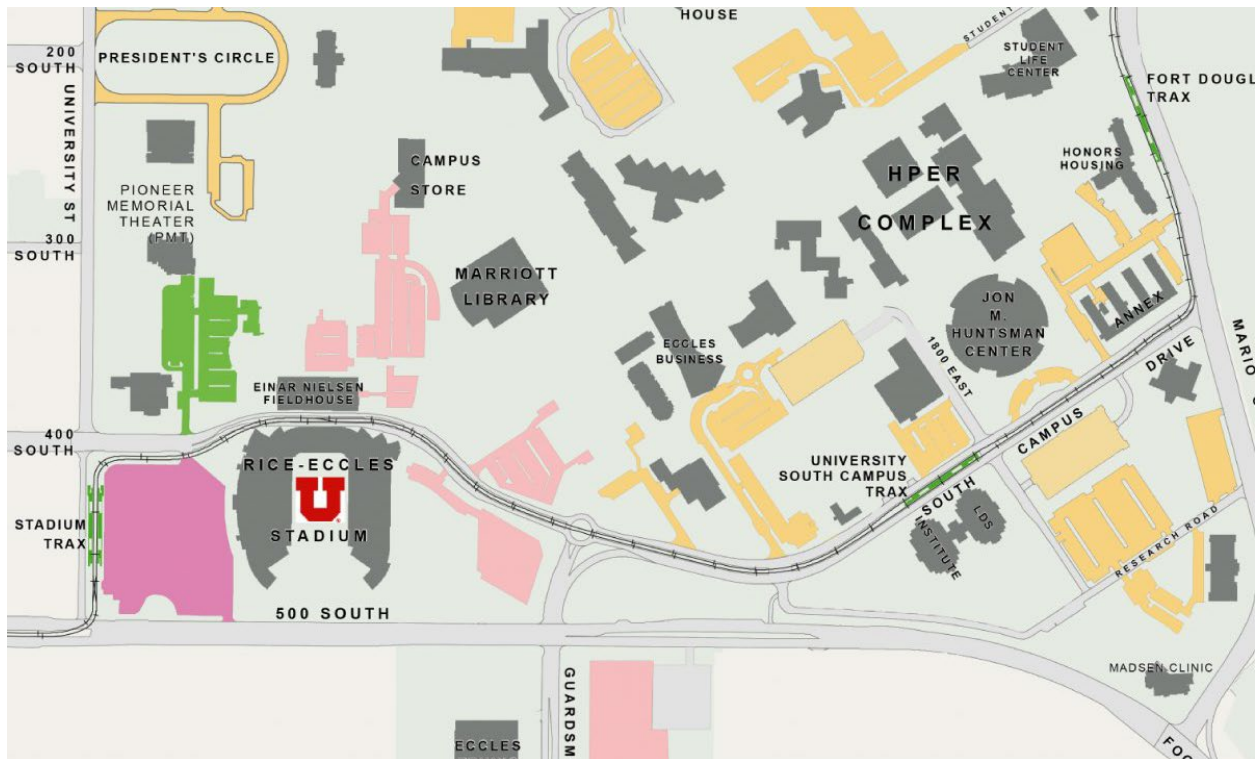 HOUSE
STUDENT
200
SOUTH
PRESIDENT'S CIRCLE
STUDENT
LIFE
CENTER
FORT DOUGL
TRAX
UNIVERSITY ST
CAMPUS
STORE
HONORS
HOUSING
HPER
COMPLEX
PIONEER
MEMORIAL
THEATER
(PMT)
300
SOUTH
MARRIOTT
LIBRARY
JON
M.
HUNTSMAN
CENTER
ANNEX
ECCLES
BUSINESS
1800 EAST
DRIVE
MARIO
EINAR NIELSEN
FIELDHOUSE
400
SOUTH
CAMPUS
RICE-ECCLES
U
STADIUM
UNIVERSITY
SOUTH CAMPUS
TRAX
SOUTH
STADIUM
TRAX
LDS
INSTITUTE
RESEARCH ROAD
500 SOUTH
MADSEN CLINIC
GUARDSM
ECCLES
FOO